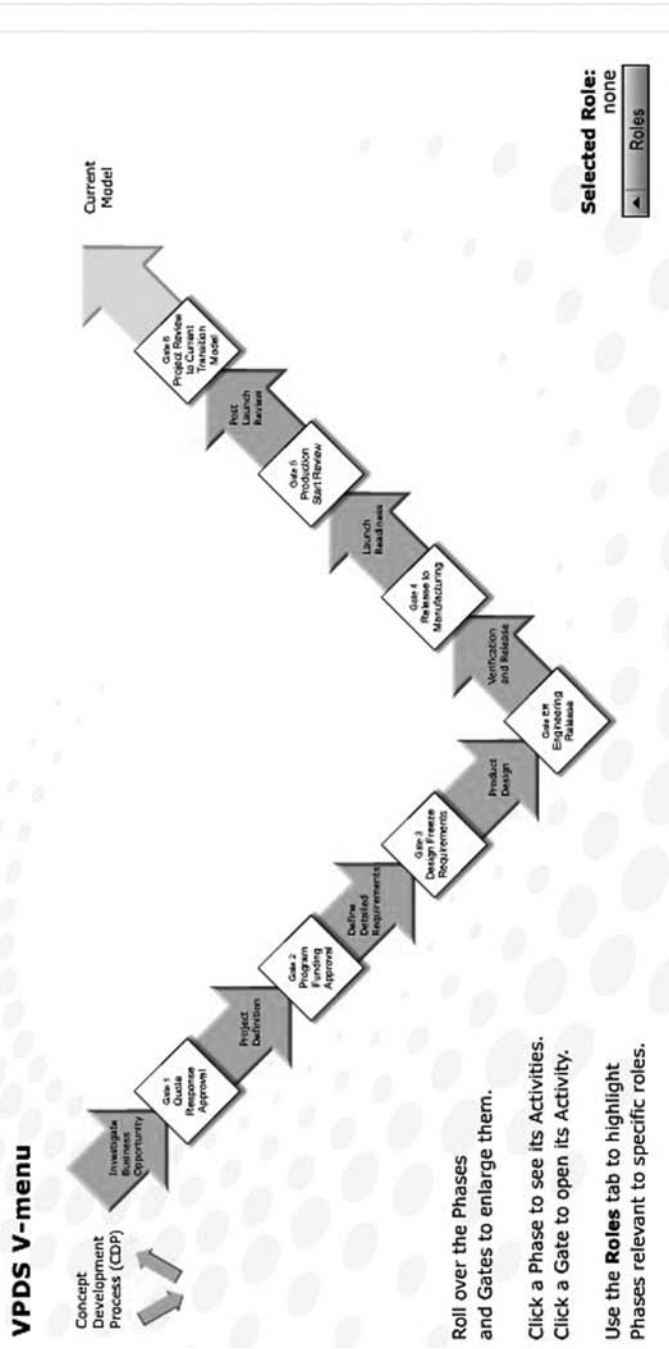 VPDS V-menu
Concept
Development
Process (CDP)
Investigate
Business
Opportunity
Gate 1
Quote
Response
Approval
Project
Definition
Gate 2
Program
Funding
Approval
Define
Detailed
Requirements
Gate 3
Design Freeze
Requirements
Product
Design
Gate ER
Engineering
Release
Verification
and Release
Gate 4
Release to
Manufacturing
Launch
Readiness
Gate 5
Production
Start Review
Post
Launch
Review
Gate 6
Project Review
to Current
Transition
Model
Current
Model
Roll over the Phases
and Gates to enlarge them.
Click a Phase to see its Activities.
Click a Gate to open its Activity.
Use the Roles tab to highlight
Phases relevant to specific roles.
Selected Role:
none
Roles